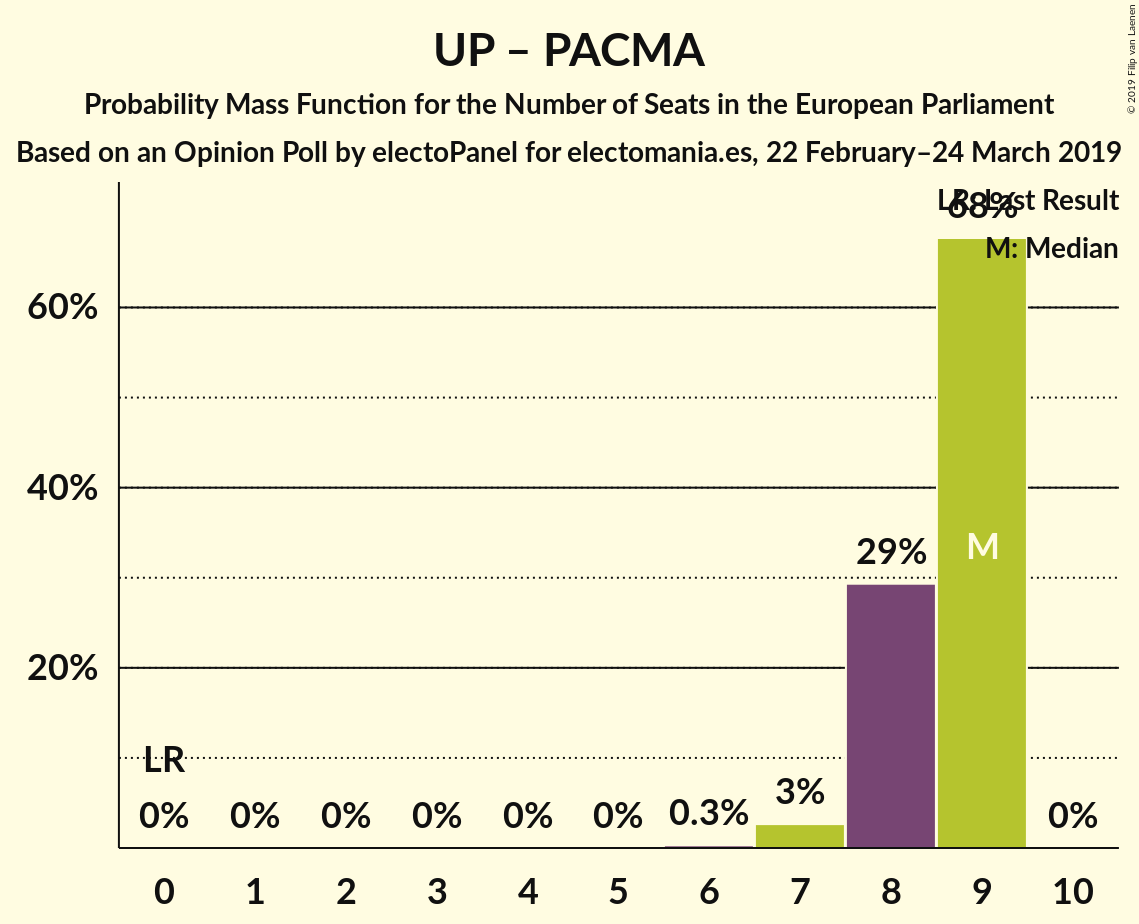 UP – PACMA
Probability Mass Function for the Number of Seats in the European Parliament
Based on an Opinion Poll by electoPanel for electomania.es, 22 February–24 March 2019
© 2019 Filip van Laenen
LR: Last Result
68%
M: Median
60%
40%
29%
M
20%
LR
0% 0% 0% 0% 0% 0% 0.3% 3% 0%
0 1 2 3 4 5 6 7 8 9 10